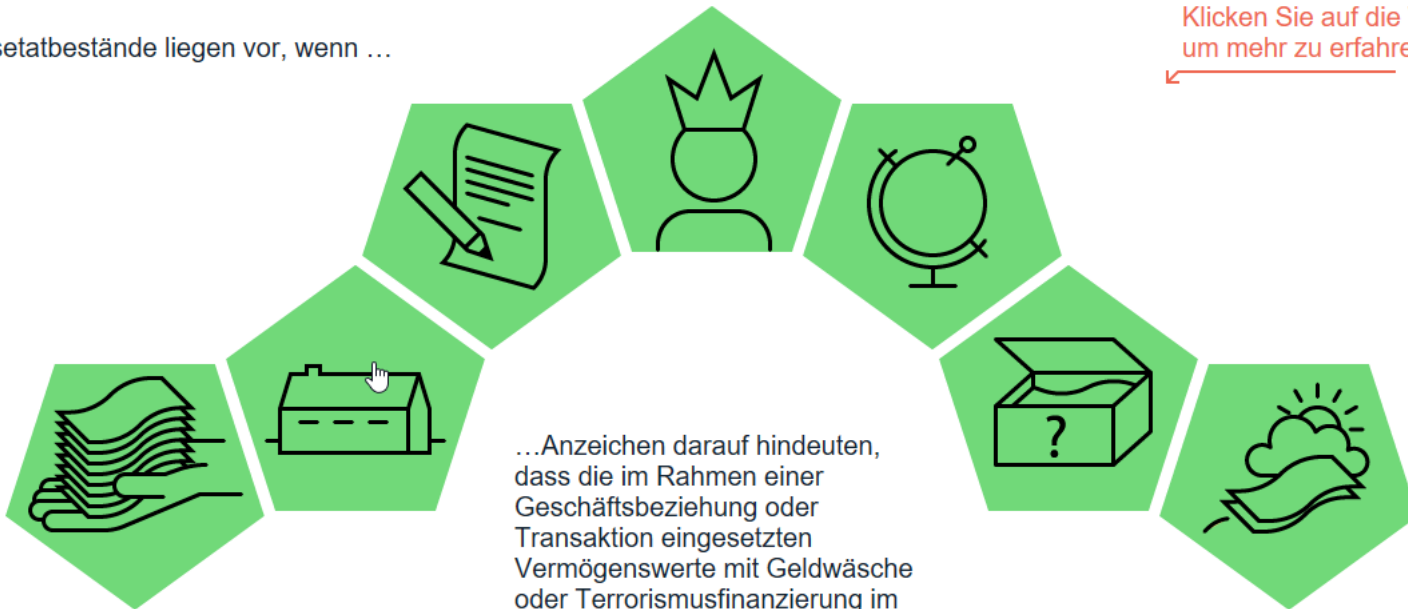 setatbestände liegen vor, wenn …
Klicken Sie auf die
um mehr zu erfahre
?
…Anzeichen darauf hindeuten,
dass die im Rahmen einer
Geschäftsbeziehung oder
Transaktion eingesetzten
Vermögenswerte mit Geldwäsche
oder Terrorismusfinanzierung im